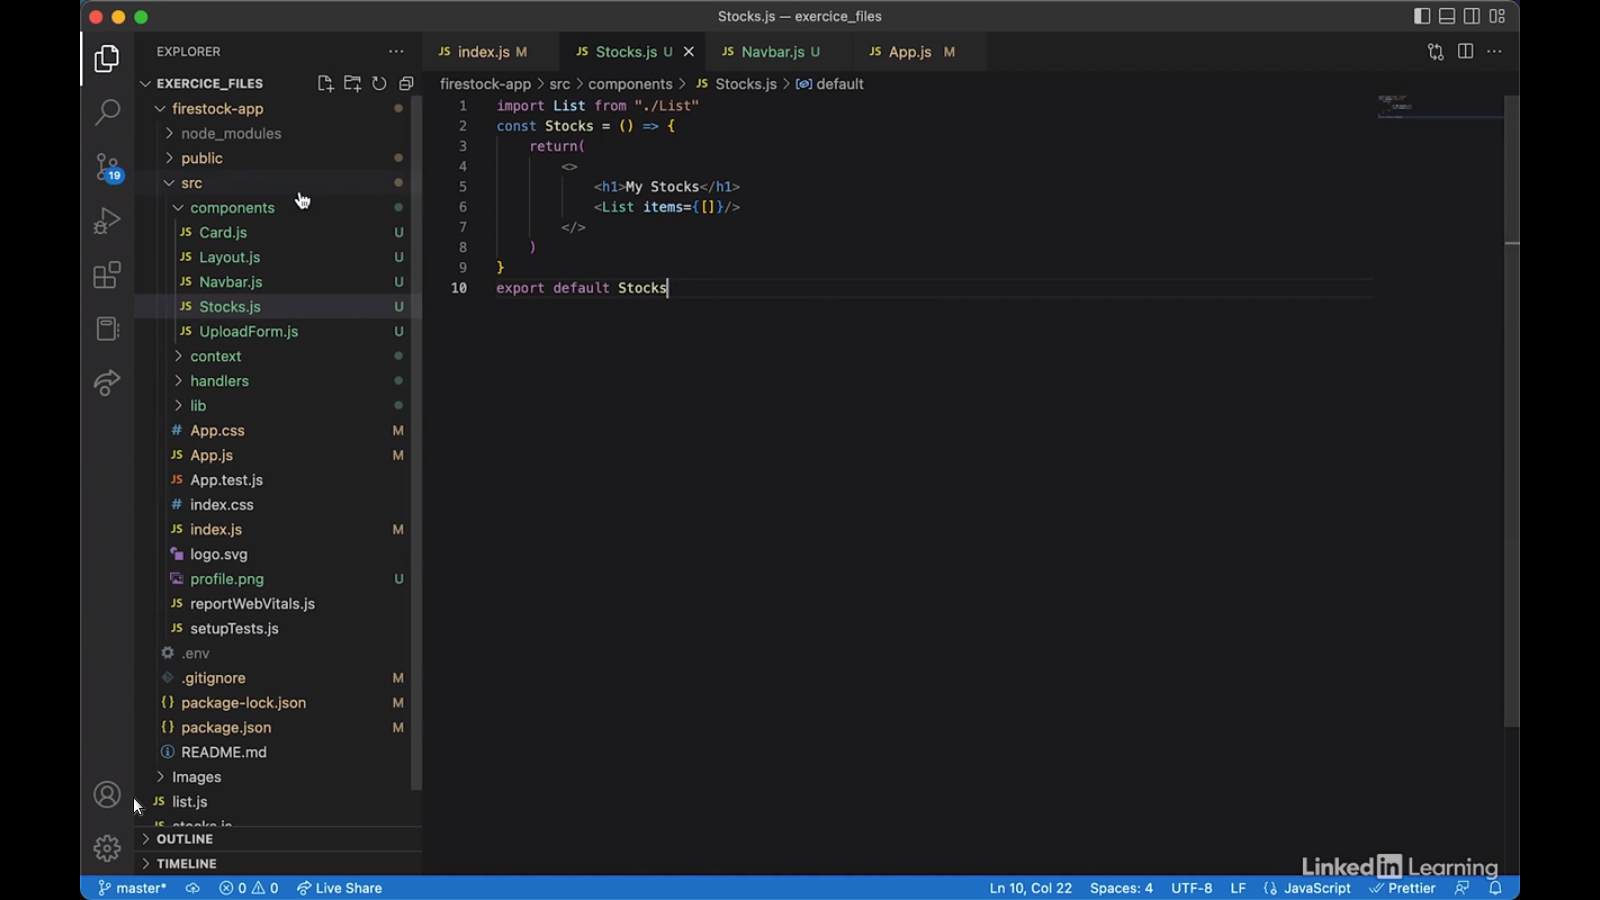 Stocks.js — exercice_files
EXPLORER
JS index.js M
JS Stocks.js U
JS Navbar.js U
JS App.js M
EXERCICE_FILES
firestock-app > src > components > JS Stocks.js > default
firestock-app
node_modules
public
src
components
JS Card.js U
JS Layout.js U
JS Navbar.js U
JS Stocks.js U
JS UploadForm.js U
context
handlers
lib
# App.css M
JS App.js M
JS App.test.js
# index.css
JS index.js M
logo.svg
profile.png U
JS reportWebVitals.js
JS setupTests.js
.env
.gitignore M
{} package-lock.json M
{} package.json M
README.md
Images
JS list.js
JS stocks.js
OUTLINE
TIMELINE
19
1 import List from "./List"
2 const Stocks = () => {
3 return(
4 <>
5 <h1>My Stocks</h1>
6 <List items={[]}/>
7 </>
8 )
9 }
10 export default Stocks
LinkedIn Learning
master* 0 0 Live Share
Ln 10, Col 22 Spaces: 4 UTF-8 LF {} JavaScript Prettier